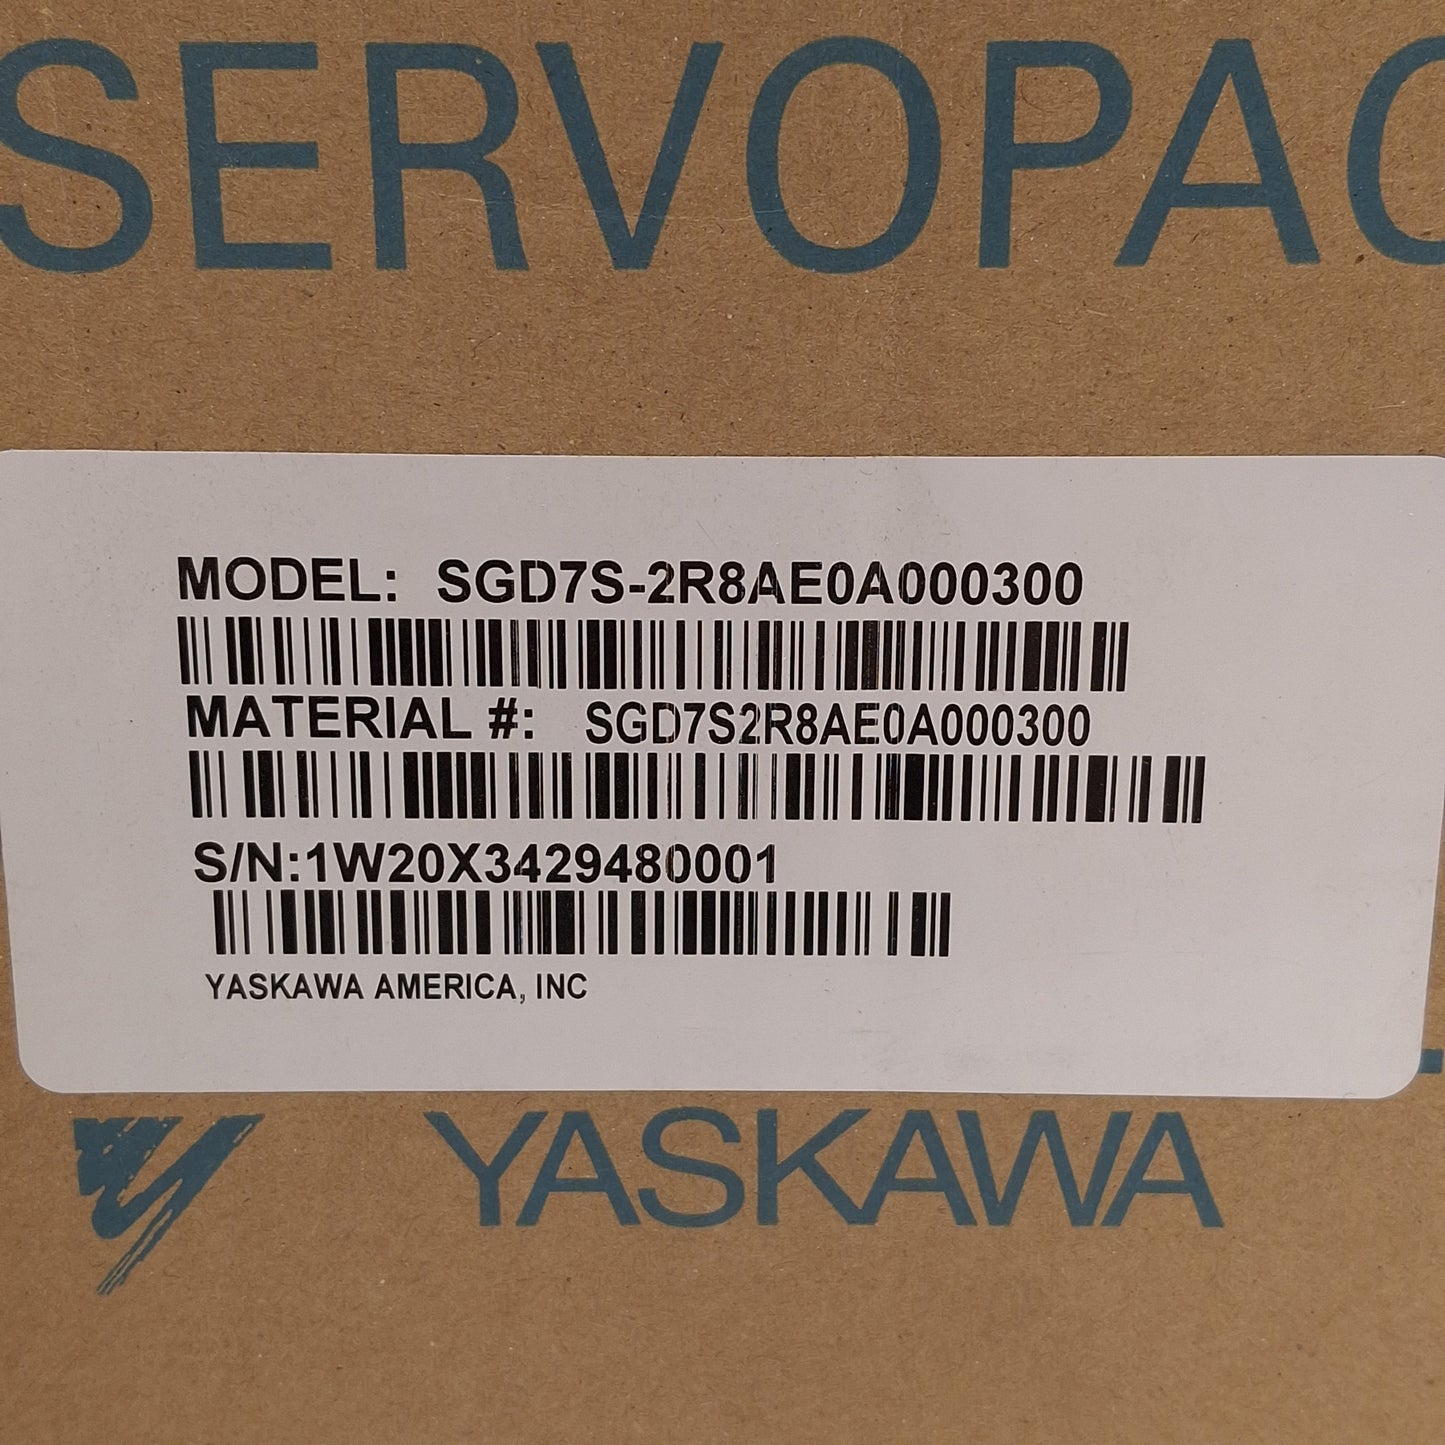 SERVOPAC
MODEL: SGD7S-2R8AE0A000300
MATERIAL #: SGD7S2R8AE0A000300
S/N:1W20X3429480001
YASKAWA AMERICA, INC
YASKAWA